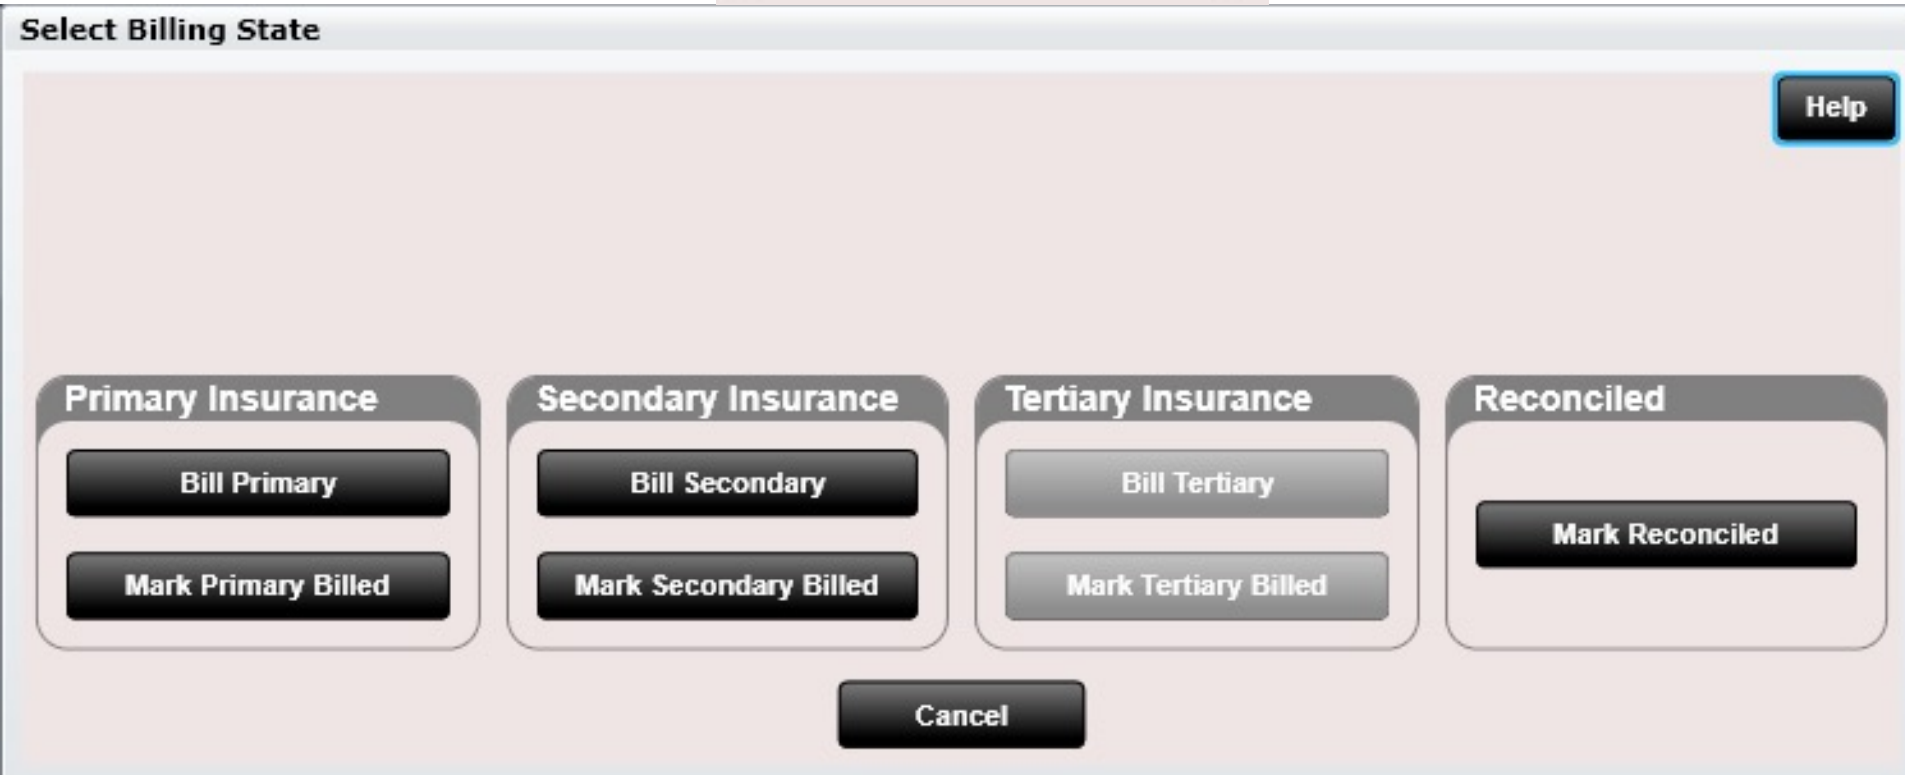 Select Billing State
Help
Primary Insurance
Bill Primary
Mark Primary Billed
Secondary Insurance
Bill Secondary
Mark Secondary Billed
Tertiary Insurance
Bill Tertiary
Mark Tertiary Billed
Reconciled
Mark Reconciled
Cancel